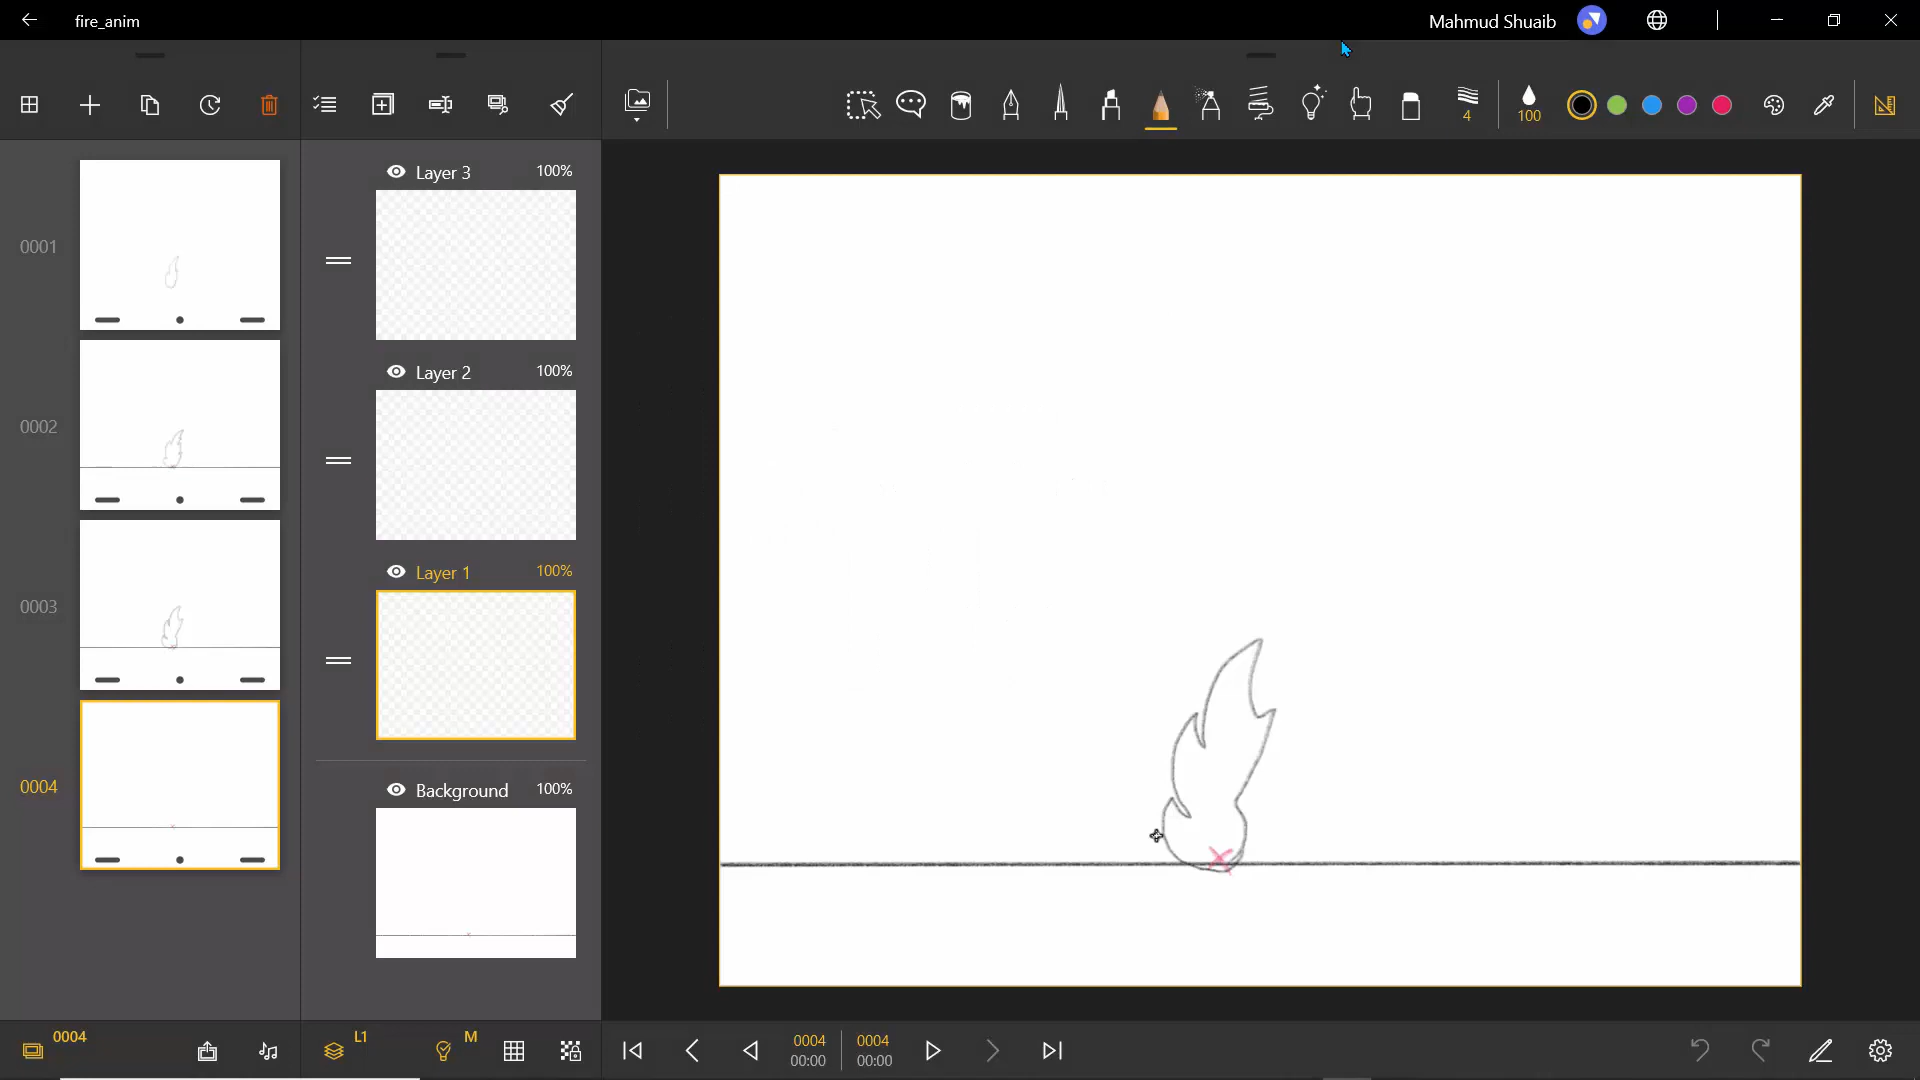 fire_anim
Mahmud Shuaib
4
100
0001
0002
0003
0004
Layer 3 100%
Layer 2 100%
Layer 1 100%
Background 100%
0004
L1
M
0004 0004
00:00 00:00